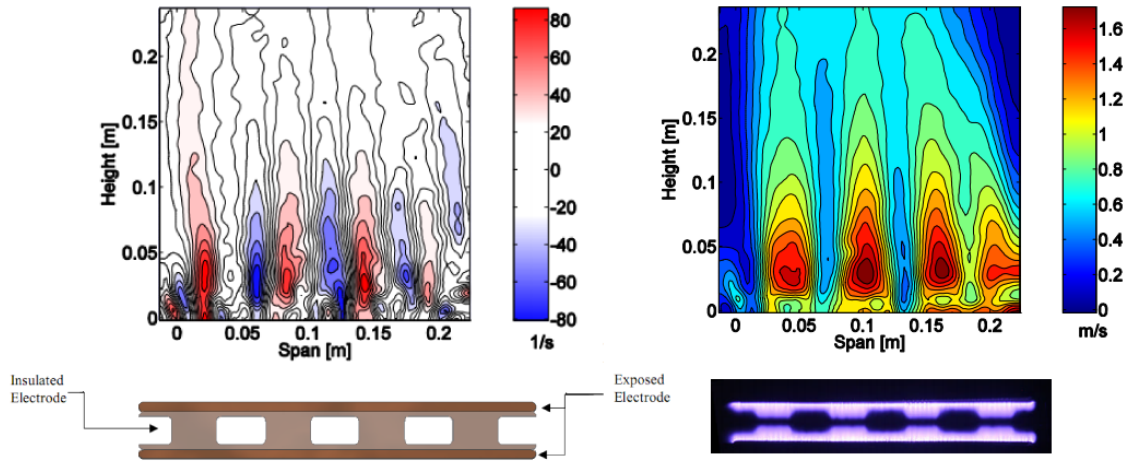 0.2
0.15
0.1
0.05
0
Height [m]
0 0.05 0.1 0.15 0.2
Span [m]
80
60
40
20
0
-20
-40
-60
-80
1/s
0.2
0.15
0.1
0.05
0
Height [m]
0 0.05 0.1 0.15 0.2
Span [m]
1.6
1.4
1.2
1
0.8
0.6
0.4
0.2
0
m/s
Insulated
Electrode
Exposed
Electrode